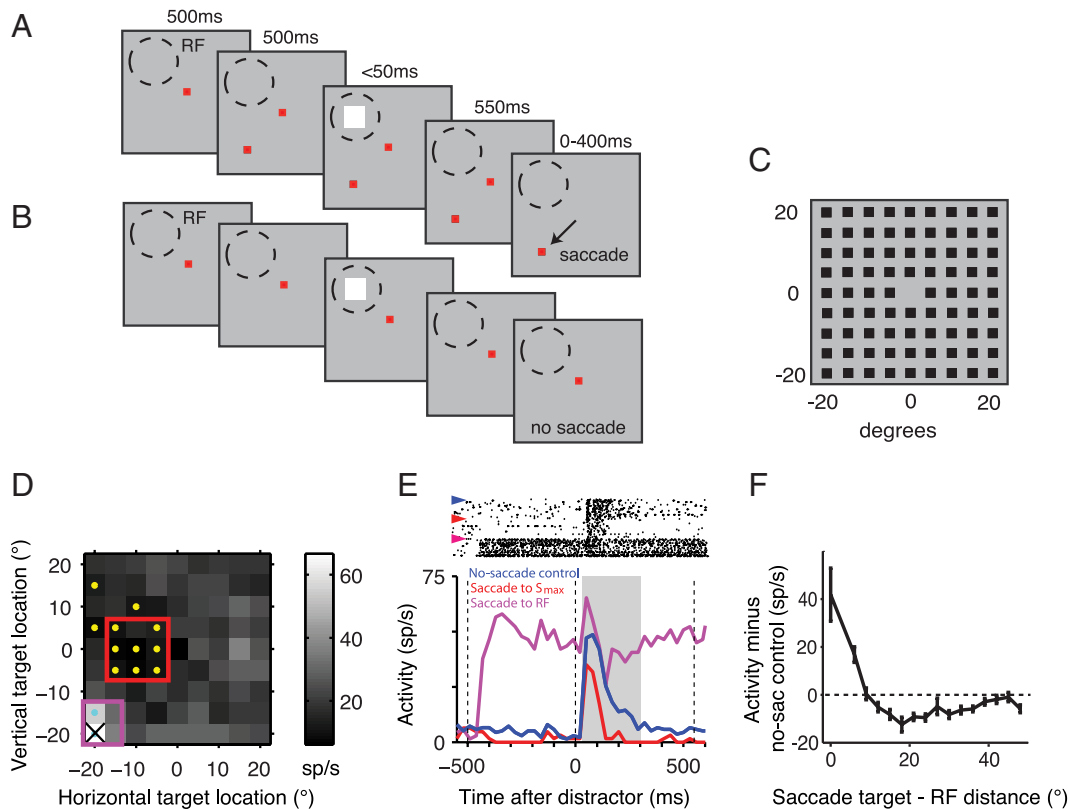 A
500ms
500ms
<50ms
550ms
0-400ms
RF
saccade
B
RF
no saccade
C
20
0
-20
-20
0
20
degrees
D
Vertical target location (°)
20
10
0
−10
−20
−20
−10
0
10
20
Horizontal target location (°)
60
40
20
sp/s
E
No-saccade control
Saccade to Smax
Saccade to RF
75
0
Activity (sp/s)
−500
0
500
Time after distractor (ms)
F
Activity minus
no-sac control (sp/s)
40
20
0
-20
0
20
40
Saccade target - RF distance (°)